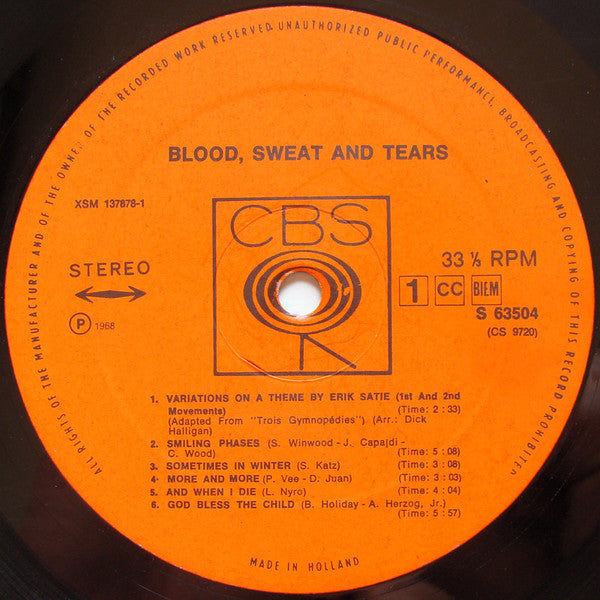 ALL RIGHTS OF THE MANUFACTURER AND OF THE OWNER OF THE RECORDED WORK RESERVED. UNAUTHORIZED PUBLIC PERFORMANCE, BROADCASTING AND COPYING OF THIS RECORD PROHIBITED
BLOOD, SWEAT AND TEARS
XSM 137878-1
CBS
STEREO
33 ⅓ RPM
1 CC BIEM
S 63504
(CS 9720)
Ⓟ 1968
1. VARIATIONS ON A THEME BY ERIK SATIE (1st And 2nd
Movements) (Time: 2 : 33)
(Adapted From "Trois Gymnopédies") (Arr.: Dick
Halligan)
2. SMILING PHASES (S. Winwood - J. Capajdi -
C. Wood) (Time: 5 : 08)
3. SOMETIMES IN WINTER (S. Katz) (Time: 3 : 08)
4- MORE AND MORE (P. Vee - D. Juan) (Time: 3 : 03)
5. AND WHEN I DIE (L. Nyro) (Time: 4 : 04)
6. GOD BLESS THE CHILD (B. Holiday - A. Herzog, Jr.)
(Time: 5 : 57)
MADE IN HOLLAND